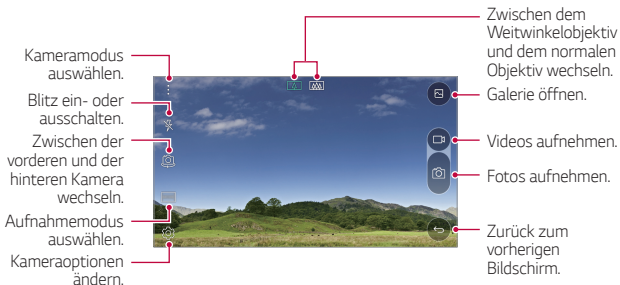 Kameramodus
auswählen.
Blitz ein- oder
ausschalten.
Zwischen der
vorderen und der
hinteren Kamera
wechseln.
Aufnahmemodus
auswählen.
Kameraoptionen
ändern.
Zwischen dem
Weitwinkelobjektiv
und dem normalen
Objektiv wechseln.
Galerie öffnen.
Videos aufnehmen.
Fotos aufnehmen.
Zurück zum
vorherigen
Bildschirm.